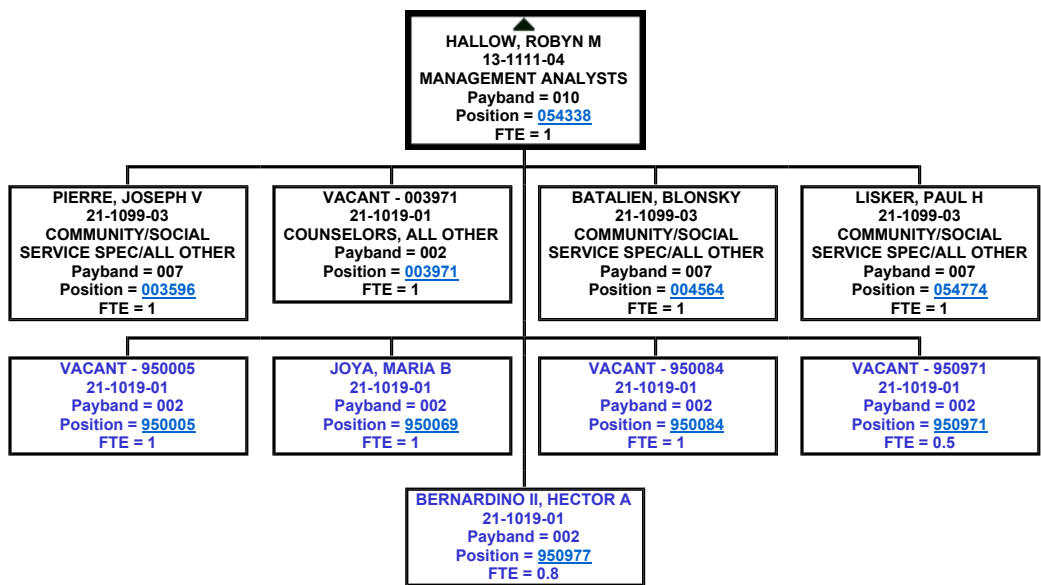 HALLOW, ROBYN M
13-1111-04
MANAGEMENT ANALYSTS
Payband = 010
Position = 054338
FTE = 1
PIERRE, JOSEPH V
21-1099-03
COMMUNITY/SOCIAL
SERVICE SPEC/ALL OTHER
Payband = 007
Position = 003596
FTE = 1
VACANT - 003971
21-1019-01
COUNSELORS, ALL OTHER
Payband = 002
Position = 003971
FTE = 1
BATALIEN, BLONSKY
21-1099-03
COMMUNITY/SOCIAL
SERVICE SPEC/ALL OTHER
Payband = 007
Position = 004564
FTE = 1
LISKER, PAUL H
21-1099-03
COMMUNITY/SOCIAL
SERVICE SPEC/ALL OTHER
Payband = 007
Position = 054774
FTE = 1
VACANT - 950005
21-1019-01
Payband = 002
Position = 950005
FTE = 1
JOYA, MARIA B
21-1019-01
Payband = 002
Position = 950069
FTE = 1
VACANT - 950084
21-1019-01
Payband = 002
Position = 950084
FTE = 1
VACANT - 950971
21-1019-01
Payband = 002
Position = 950971
FTE = 0.5
BERNARDINO II, HECTOR A
21-1019-01
Payband = 002
Position = 950977
FTE = 0.8